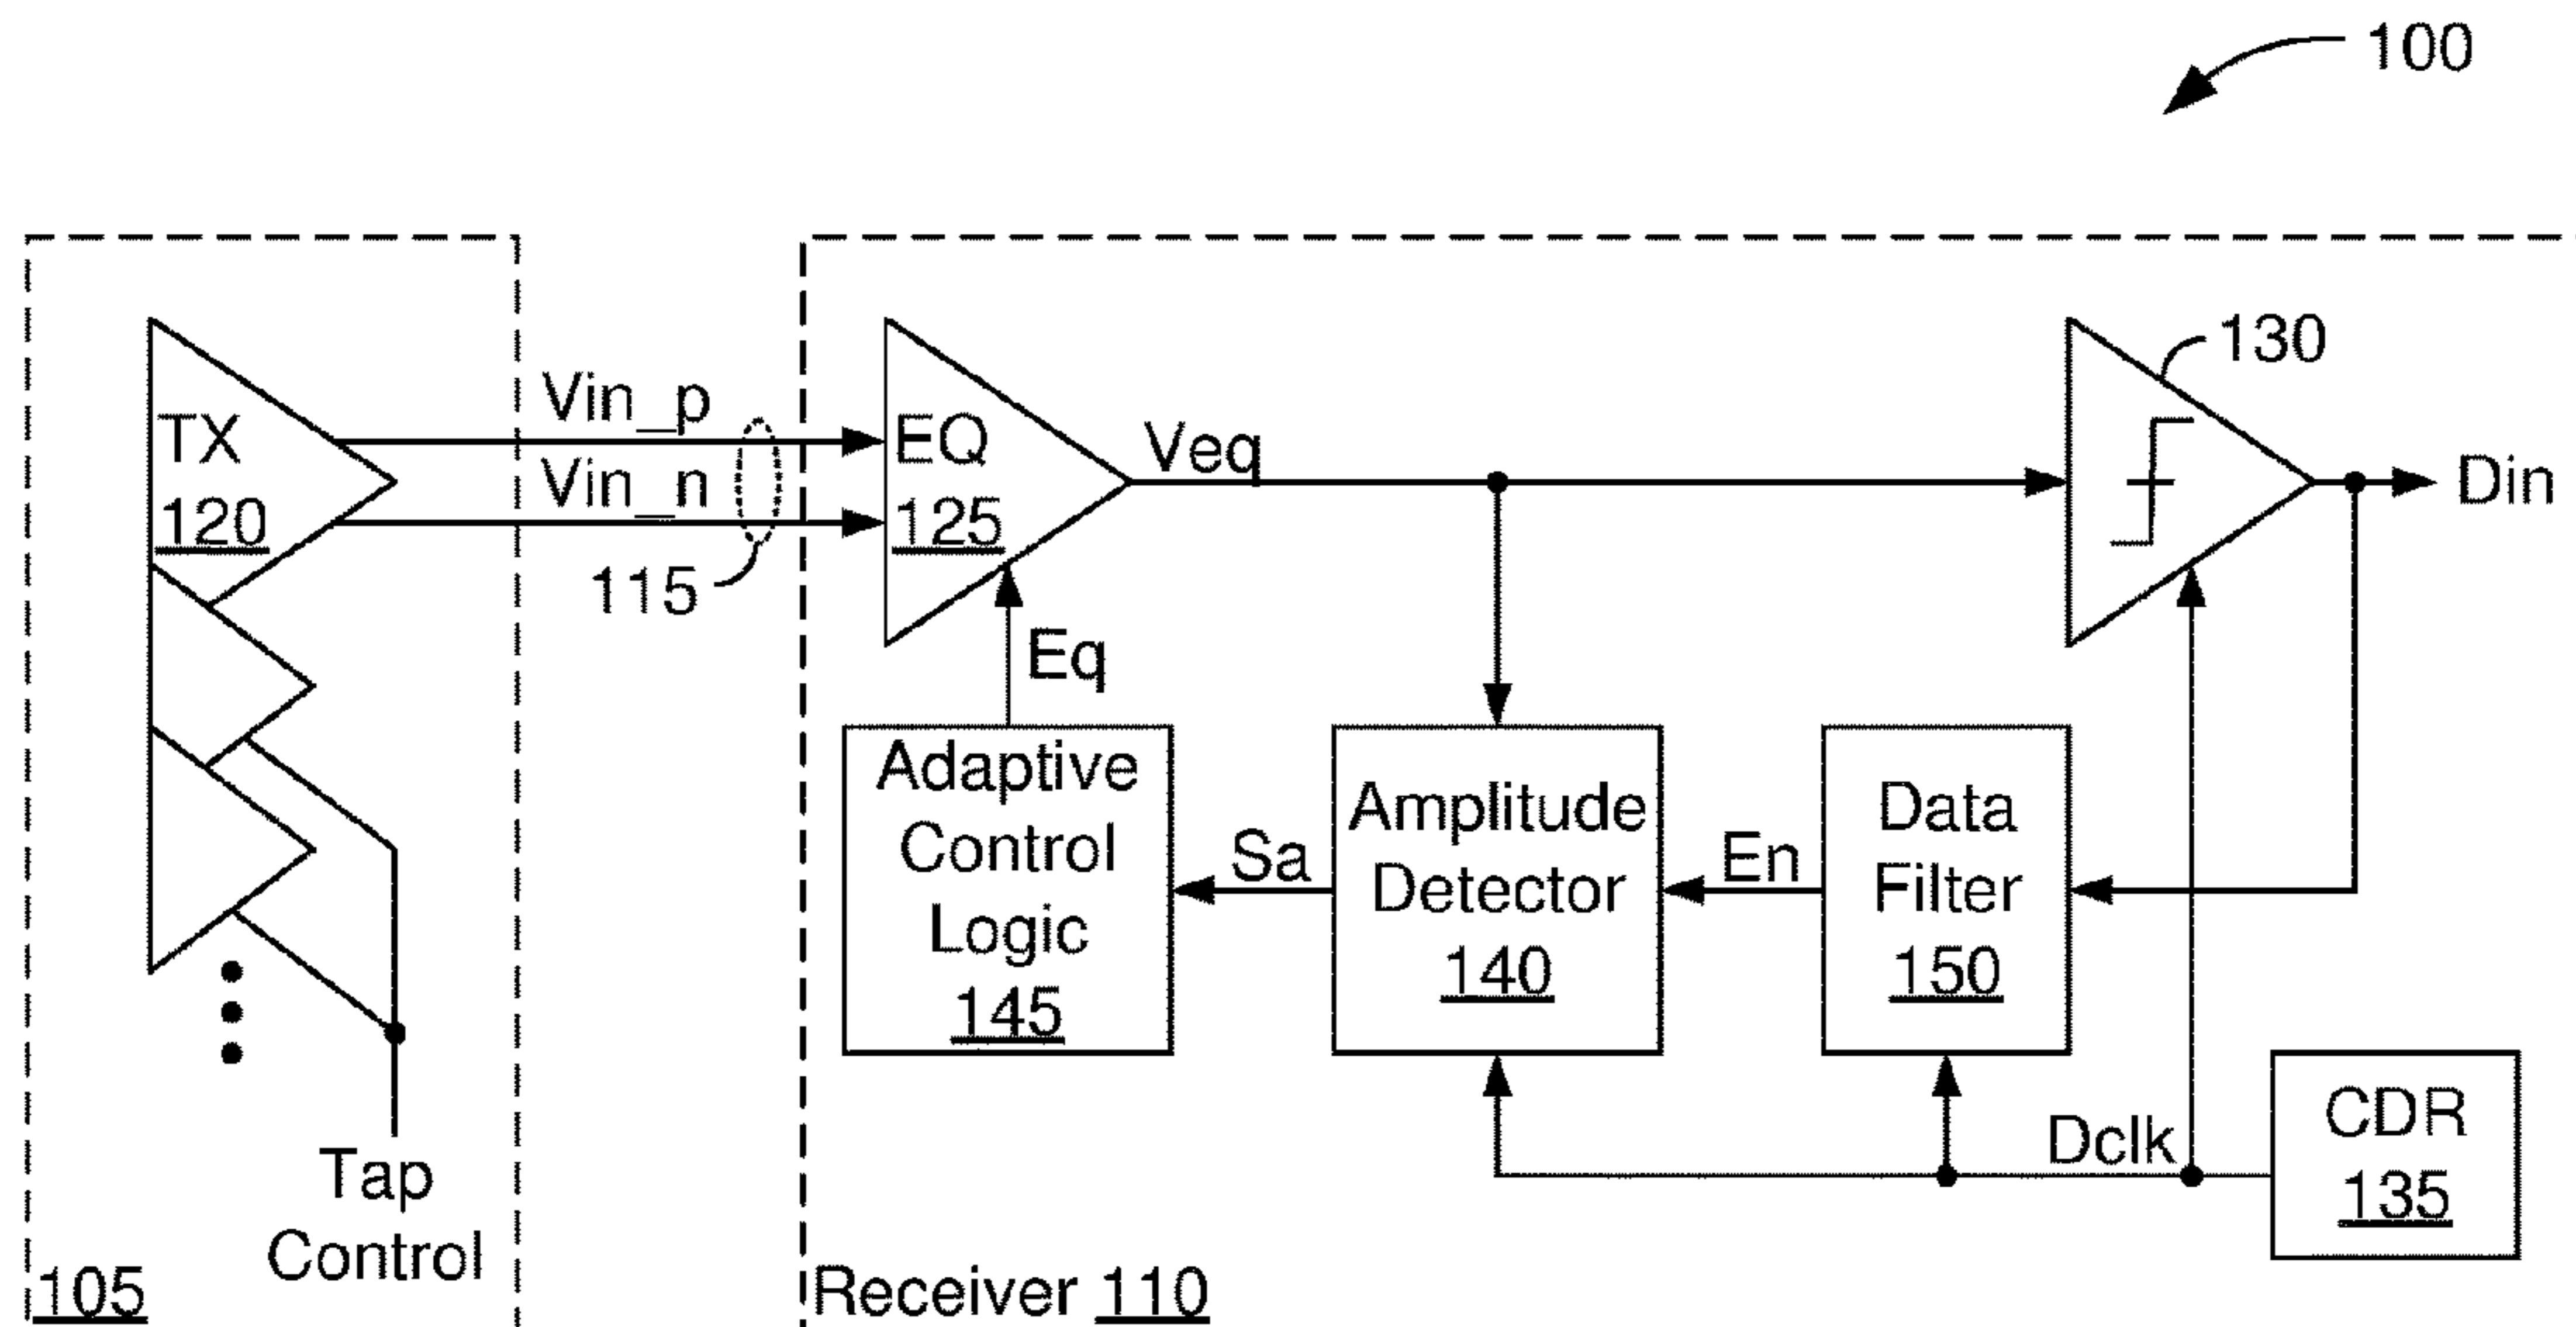 100
130
Vin_p
Vin_n
TX
120
EQ
125
Veq
Din
115
Eq
Adaptive
Control
Logic
145
Sa
Amplitude
Detector
140
En
Data
Filter
150
Dclk
CDR
135
Tap
Control
105
Receiver 110